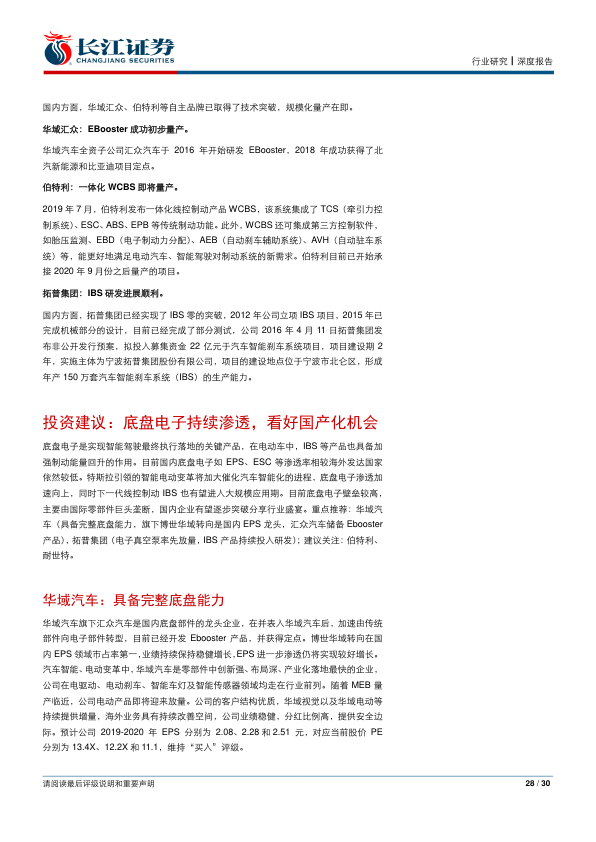 长江证券
CHANGJIANG SECURITIES
行业研究┃深度报告
国内方面，华域汇众、伯特利等自主品牌已取得了技术突破，规模化量产在即。
华域汇众：EBooster 成功初步量产。
华域汽车全资子公司汇众汽车于 2016 年开始研发 EBooster，2018 年成功获得了北
汽新能源和比亚迪项目定点。
伯特利：一体化 WCBS 即将量产。
2019 年 7 月，伯特利发布一体化线控制动产品 WCBS，该系统集成了 TCS（牵引力控
制系统）、ESC、ABS、EPB 等传统制动功能。此外，WCBS 还可集成第三方控制软件，
如胎压监测、EBD（电子制动力分配）、AEB（自动刹车辅助系统）、AVH（自动驻车系
统）等，能更好地满足电动汽车、智能驾驶对制动系统的新需求。伯特利目前已开始承
接 2020 年 9 月份之后量产的项目。
拓普集团：IBS 研发进展顺利。
国内方面，拓普集团已经实现了 IBS 零的突破，2012 年公司立项 IBS 项目，2015 年已
完成机械部分的设计，目前已经完成了部分测试，公司 2016 年 4 月 11 日拓普集团发
布非公开发行预案，拟投入募集资金 22 亿元于汽车智能刹车系统项目，项目建设期 2
年，实施主体为宁波拓普集团股份有限公司，项目的建设地点位于宁波市北仑区，形成
年产 150 万套汽车智能刹车系统（IBS）的生产能力。
投资建议：底盘电子持续渗透，看好国产化机会
底盘电子是实现智能驾驶最终执行落地的关键产品，在电动车中，IBS 等产品也具备加
强制动能量回升的作用。目前国内底盘电子如 EPS、ESC 等渗透率相较海外发达国家
依然较低。特斯拉引领的智能电动变革将加大催化汽车智能化的进程，底盘电子渗透加
速向上，同时下一代线控制动 IBS 也有望进入大规模应用期。目前底盘电子壁垒较高，
主要由国际零部件巨头垄断，国内企业有望逐步突破分享行业盛宴。重点推荐：华域汽
车（具备完整底盘能力，旗下博世华域转向是国内 EPS 龙头，汇众汽车储备 Ebooster
产品），拓普集团（电子真空泵率先放量，IBS 产品持续投入研发）；建议关注：伯特利、
耐世特。
华域汽车：具备完整底盘能力
华域汽车旗下汇众汽车是国内底盘部件的龙头企业，在并表入华域汽车后，加速由传统
部件向电子部件转型，目前已经开发 Ebooster 产品，并获得定点。博世华域转向在国
内 EPS 领域市占率第一，业绩持续保持稳健增长，EPS 进一步渗透仍将实现较好增长。
汽车智能、电动变革中，华域汽车是零部件中创新强、布局深、产业化落地最快的企业，
公司在电驱动、电动刹车、智能车灯及智能传感器领域均走在行业前列。随着 MEB 量
产临近，公司电动产品即将迎来放量。公司的客户结构优质，华域视觉以及华域电动等
持续提供增量，海外业务具有持续改善空间，公司业绩稳健，分红比例高，提供安全边
际。预计公司 2019-2020 年 EPS 分别为 2.08、2.28 和 2.51 元，对应当前股价 PE
分别为 13.4X、12.2X 和 11.1，维持“买入”评级。
请阅读最后评级说明和重要声明
28 / 30